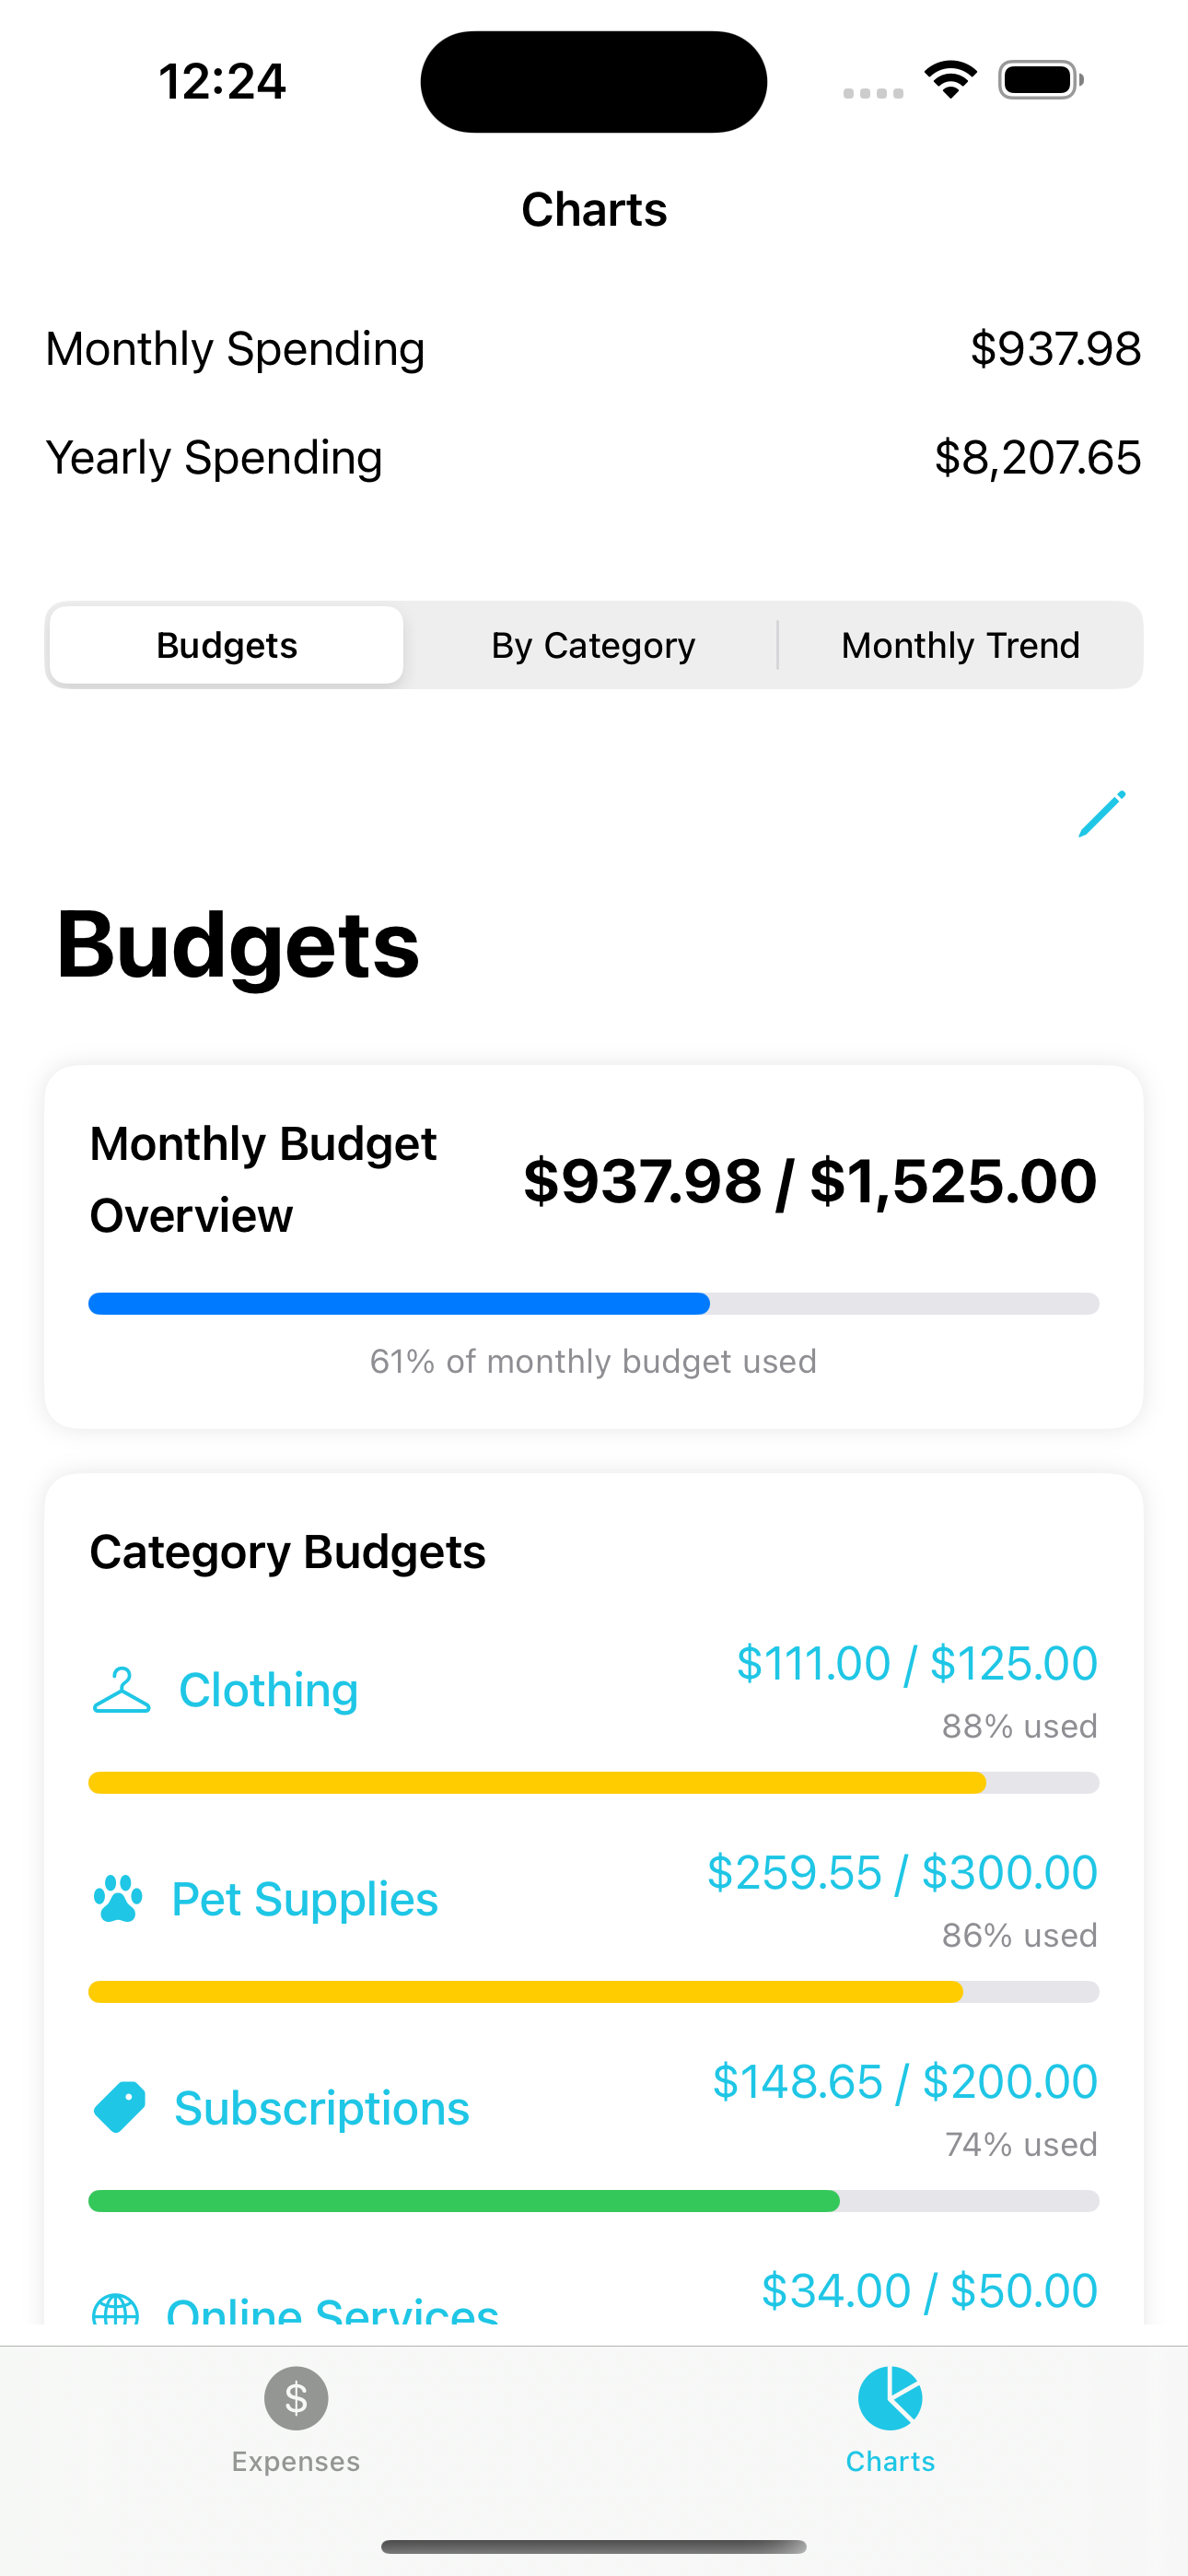 12:24
Charts
Monthly Spending $937.98
Yearly Spending $8,207.65
Budgets By Category Monthly Trend
Budgets
Monthly Budget Overview $937.98 / $1,525.00
61% of monthly budget used
Category Budgets
Clothing $111.00 / $125.00
88% used
Pet Supplies $259.55 / $300.00
86% used
Subscriptions $148.65 / $200.00
74% used
Online Services $34.00 / $50.00
$
Expenses Charts